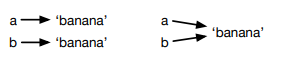 a → ‘banana’
b → ‘banana’
a
b
‘banana’